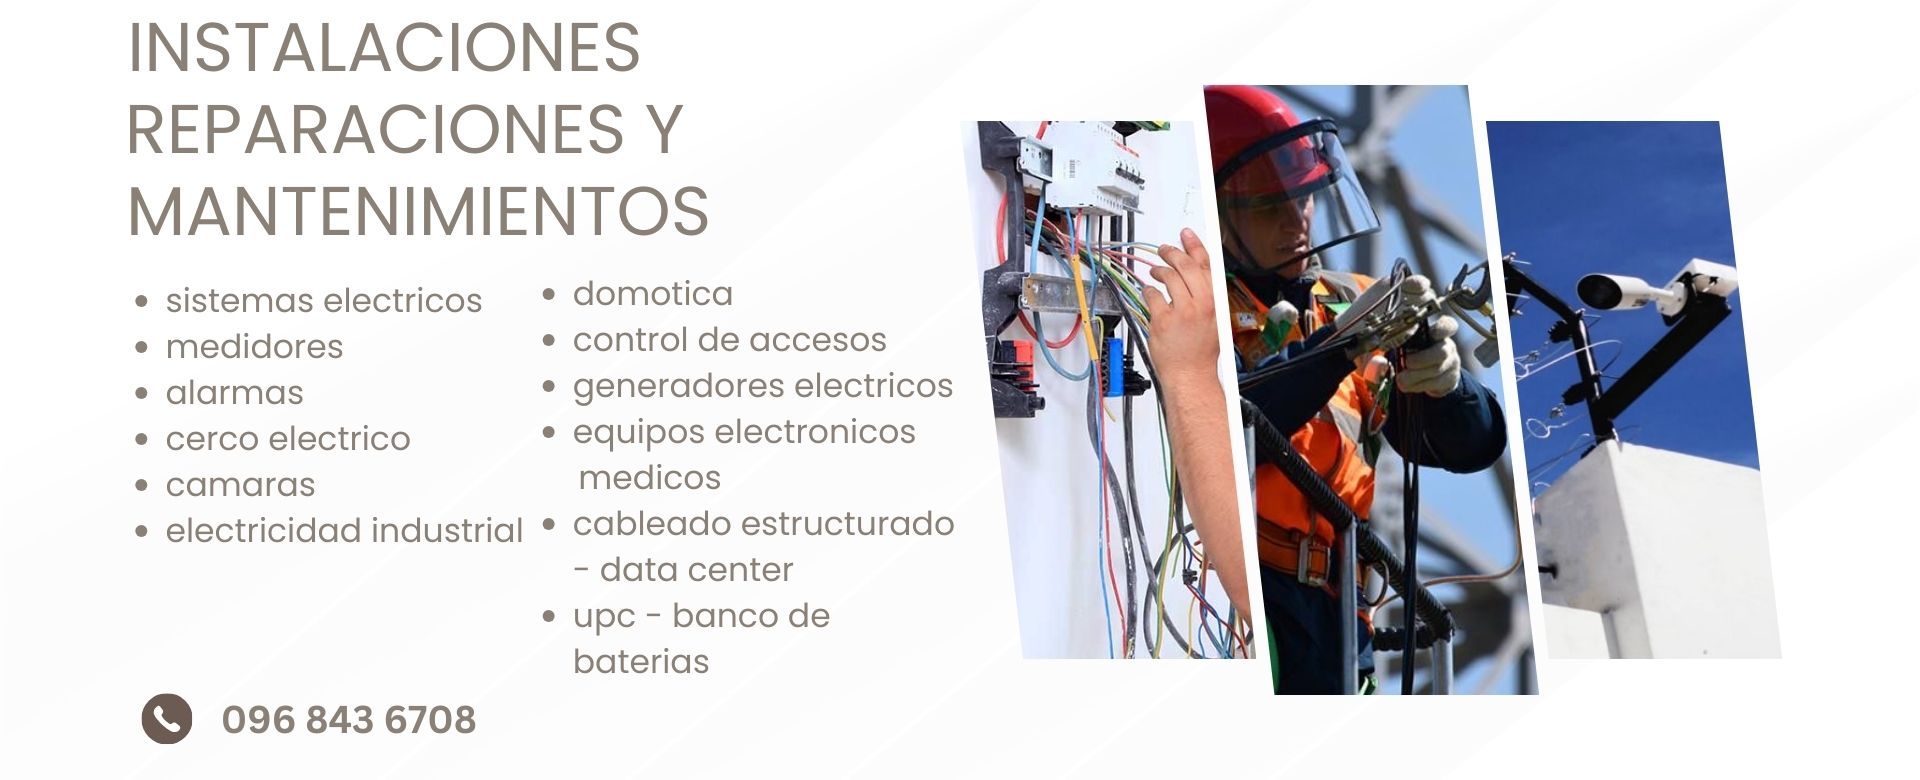 INSTALACIONES
REPARACIONES Y
MANTENIMIENTOS
• sistemas electricos
• medidores
• alarmas
• cerco electrico
• camaras
• electricidad industrial
• domotica
• control de accesos
• generadores electricos
• equipos electronicos
medicos
• cableado estructurado
- data center
• upc - banco de
baterias
096 843 6708